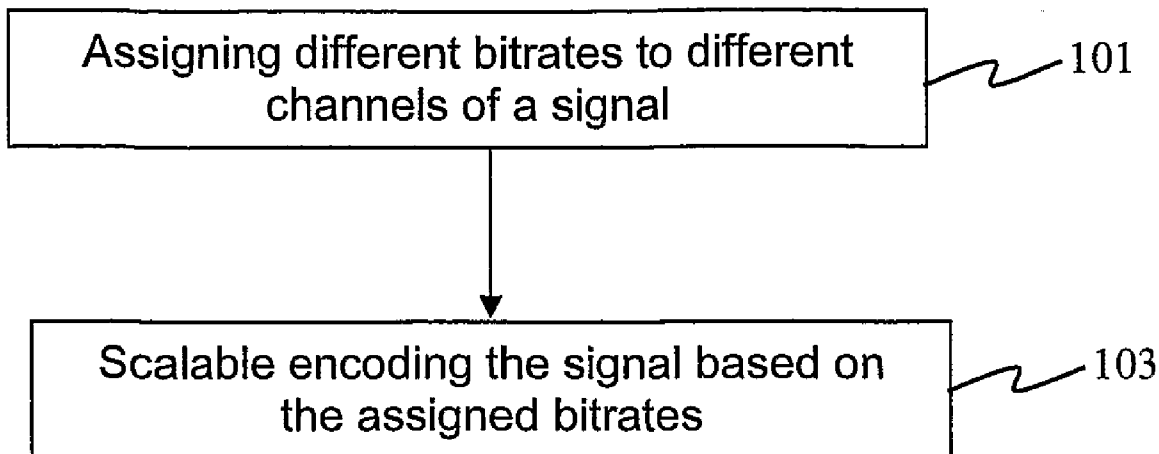 Assigning different bitrates to different
channels of a signal
101
Scalable encoding the signal based on
the assigned bitrates
103